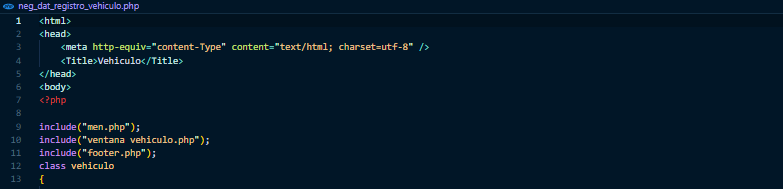 neg_dat_registro_vehiculo.php
1 <html>
2 <head>
3 <meta http-equiv="content-Type" content="text/html; charset=utf-8" />
4 <Title>Vehiculo</Title>
5 </head>
6 <body>
7 <?php
8
9 include("men.php");
10 include("ventana vehiculo.php");
11 include("footer.php");
12 class vehiculo
13 {